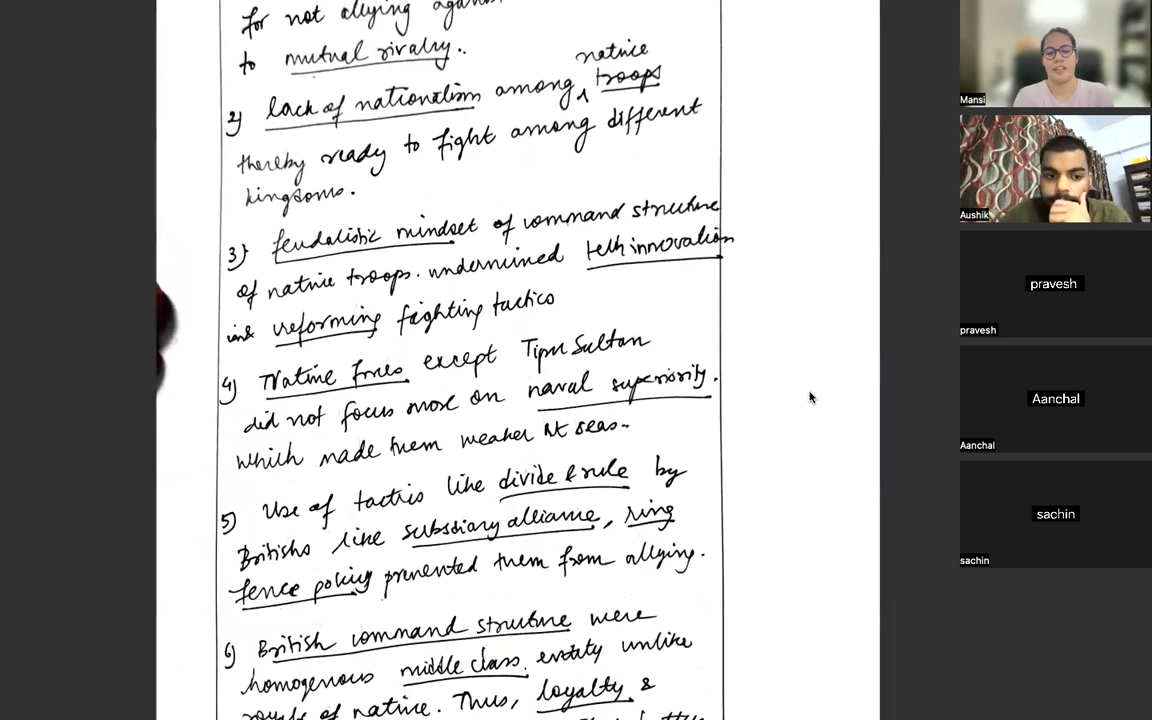 for not allying
to mutual rivalry..
native
2) lack of nationalism among troops
thereby ready to fight among different
kingdoms.
3) feudalistic mindset of command structure
of native troops. undermined tech innovation
reforming fighting tactics
4) Native forces except Tipu Sultan
did not focus more on naval superiority.
which made them weaker at seas-
5) Use of tactics like divide & rule by
Britishs like subsdiary alliance, ring
fence policy prevented them from allying.
6) British command structure were
homogenous middle class entity unlike
of native. Thus, loyalty &
Mansi
Aushik
pravesh
pravesh
Aanchal
Aanchal
sachin
sachin